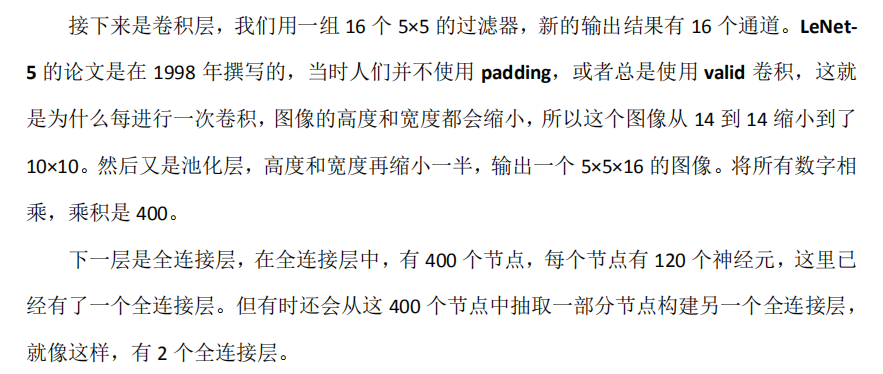 接下来是卷积层，我们用一组 16 个 5×5 的过滤器，新的输出结果有 16 个通道。LeNet-
5 的论文是在 1998 年撰写的，当时人们并不使用 padding，或者总是使用 valid 卷积，这就
是为什么每进行一次卷积，图像的高度和宽度都会缩小，所以这个图像从 14 到 14 缩小到了
10×10。然后又是池化层，高度和宽度再缩小一半，输出一个 5×5×16 的图像。将所有数字相
乘，乘积是 400。
下一层是全连接层，在全连接层中，有 400 个节点，每个节点有 120 个神经元，这里已
经有了一个全连接层。但有时还会从这 400 个节点中抽取一部分节点构建另一个全连接层，
就像这样，有 2 个全连接层。